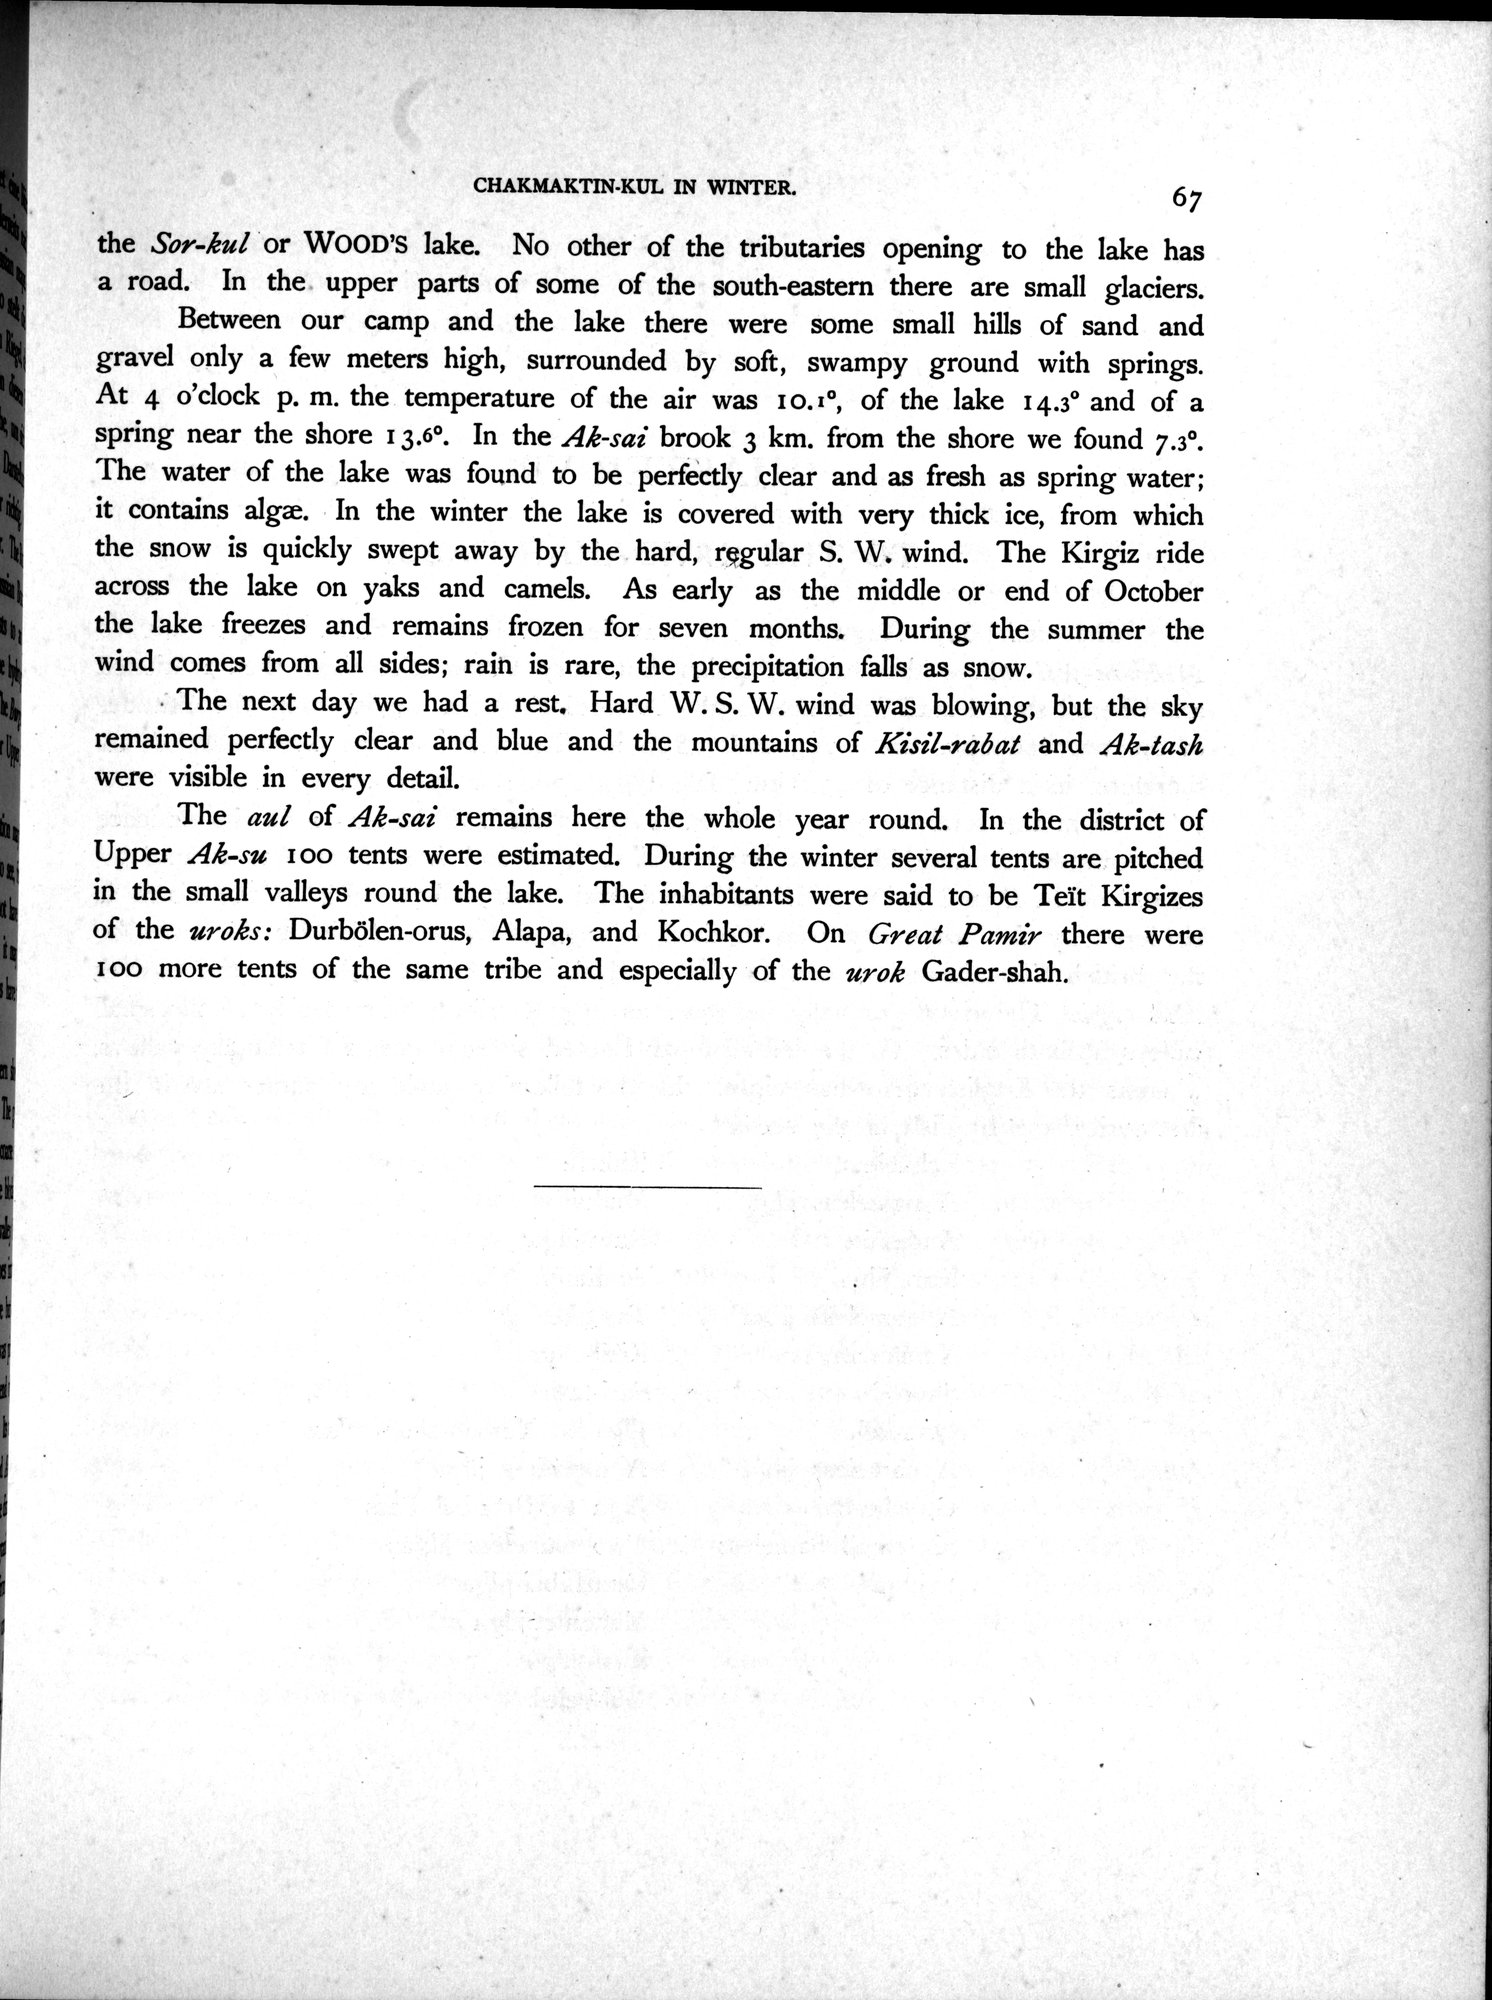 CHAKMAKTIN-KUL IN WINTER.
67
the Sor-kul or WOOD'S lake. No other of the tributaries opening to the lake has
a road. In the upper parts of some of the south-eastern there are small glaciers.
Between our camp and the lake there were some small hills of sand and
gravel only a few meters high, surrounded by soft, swampy ground with springs.
At 4 o'clock p. m. the temperature of the air was 10.1°, of the lake 14.3° and of a
spring near the shore 13.6°. In the Ak-sai brook 3 km. from the shore we found 7.3°.
The water of the lake was found to be perfectly clear and as fresh as spring water;
it contains algæ. In the winter the lake is covered with very thick ice, from which
the snow is quickly swept away by the hard, regular S. W. wind. The Kirgiz ride
across the lake on yaks and camels. As early as the middle or end of October
the lake freezes and remains frozen for seven months. During the summer the
wind comes from all sides; rain is rare, the precipitation falls as snow.
The next day we had a rest. Hard W. S. W. wind was blowing, but the sky
remained perfectly clear and blue and the mountains of Kisil-rabat and Ak-tash
were visible in every detail.
The aul of Ak-sai remains here the whole year round. In the district of
Upper Ak-su 100 tents were estimated. During the winter several tents are pitched
in the small valleys round the lake. The inhabitants were said to be Teït Kirgizes
of the uroks: Durbölen-orus, Alapa, and Kochkor. On Great Pamir there were
100 more tents of the same tribe and especially of the urok Gader-shah.